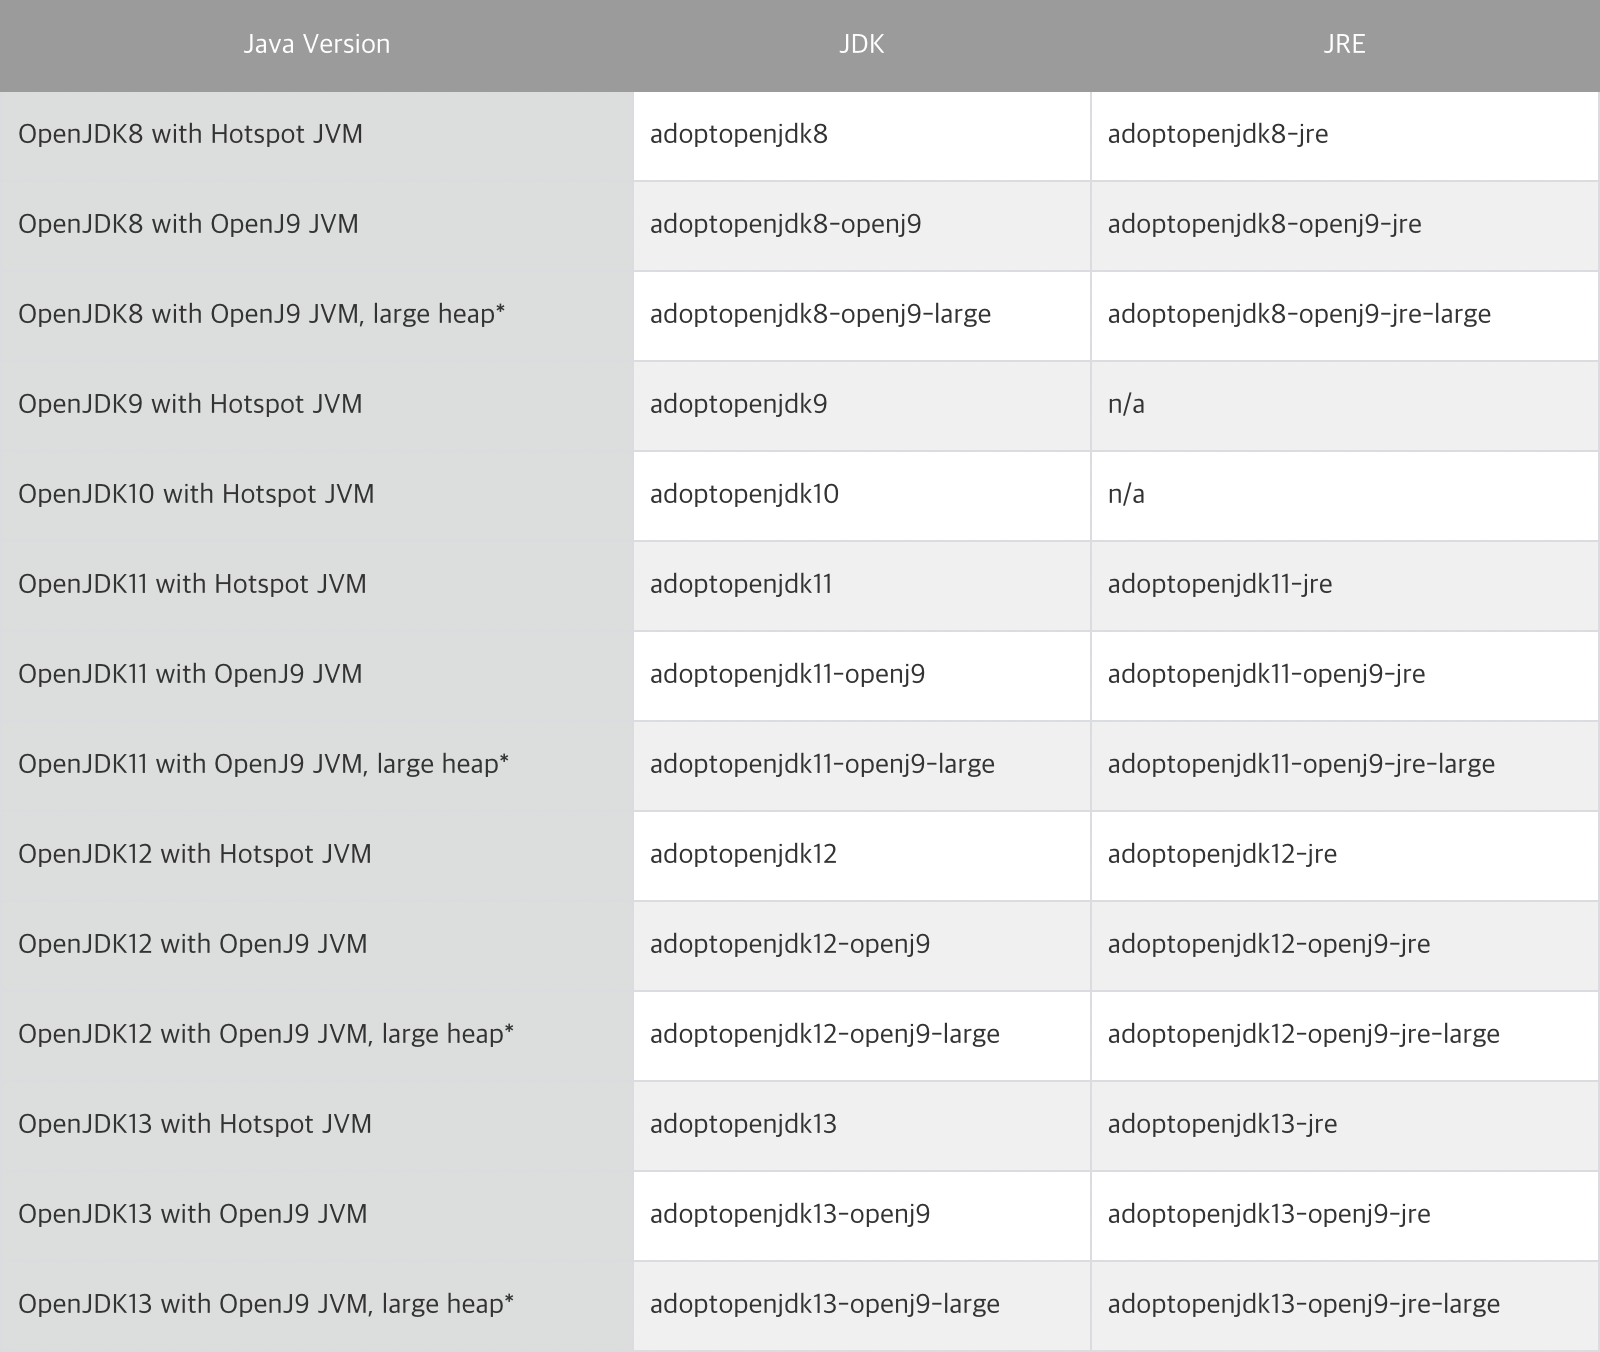 Java Version JDK JRE
OpenJDK8 with Hotspot JVM adoptopenjdk8 adoptopenjdk8-jre
OpenJDK8 with OpenJ9 JVM adoptopenjdk8-openj9 adoptopenjdk8-openj9-jre
OpenJDK8 with OpenJ9 JVM, large heap* adoptopenjdk8-openj9-large adoptopenjdk8-openj9-jre-large
OpenJDK9 with Hotspot JVM adoptopenjdk9 n/a
OpenJDK10 with Hotspot JVM adoptopenjdk10 n/a
OpenJDK11 with Hotspot JVM adoptopenjdk11 adoptopenjdk11-jre
OpenJDK11 with OpenJ9 JVM adoptopenjdk11-openj9 adoptopenjdk11-openj9-jre
OpenJDK11 with OpenJ9 JVM, large heap* adoptopenjdk11-openj9-large adoptopenjdk11-openj9-jre-large
OpenJDK12 with Hotspot JVM adoptopenjdk12 adoptopenjdk12-jre
OpenJDK12 with OpenJ9 JVM adoptopenjdk12-openj9 adoptopenjdk12-openj9-jre
OpenJDK12 with OpenJ9 JVM, large heap* adoptopenjdk12-openj9-large adoptopenjdk12-openj9-jre-large
OpenJDK13 with Hotspot JVM adoptopenjdk13 adoptopenjdk13-jre
OpenJDK13 with OpenJ9 JVM adoptopenjdk13-openj9 adoptopenjdk13-openj9-jre
OpenJDK13 with OpenJ9 JVM, large heap* adoptopenjdk13-openj9-large adoptopenjdk13-openj9-jre-large